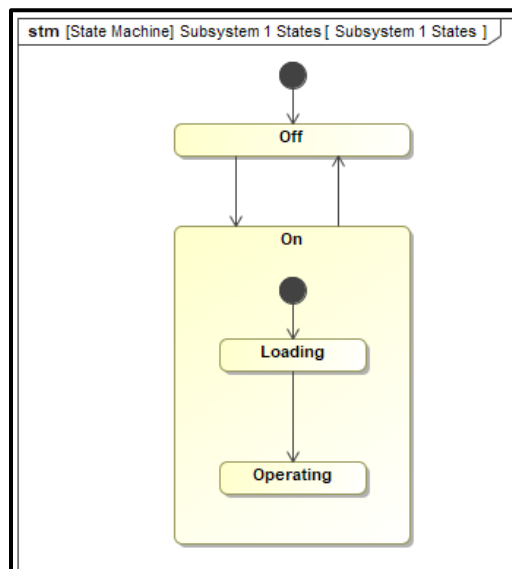 stm [State Machine] Subsystem 1 States [ Subsystem 1 States ]
Off
On
Loading
Operating